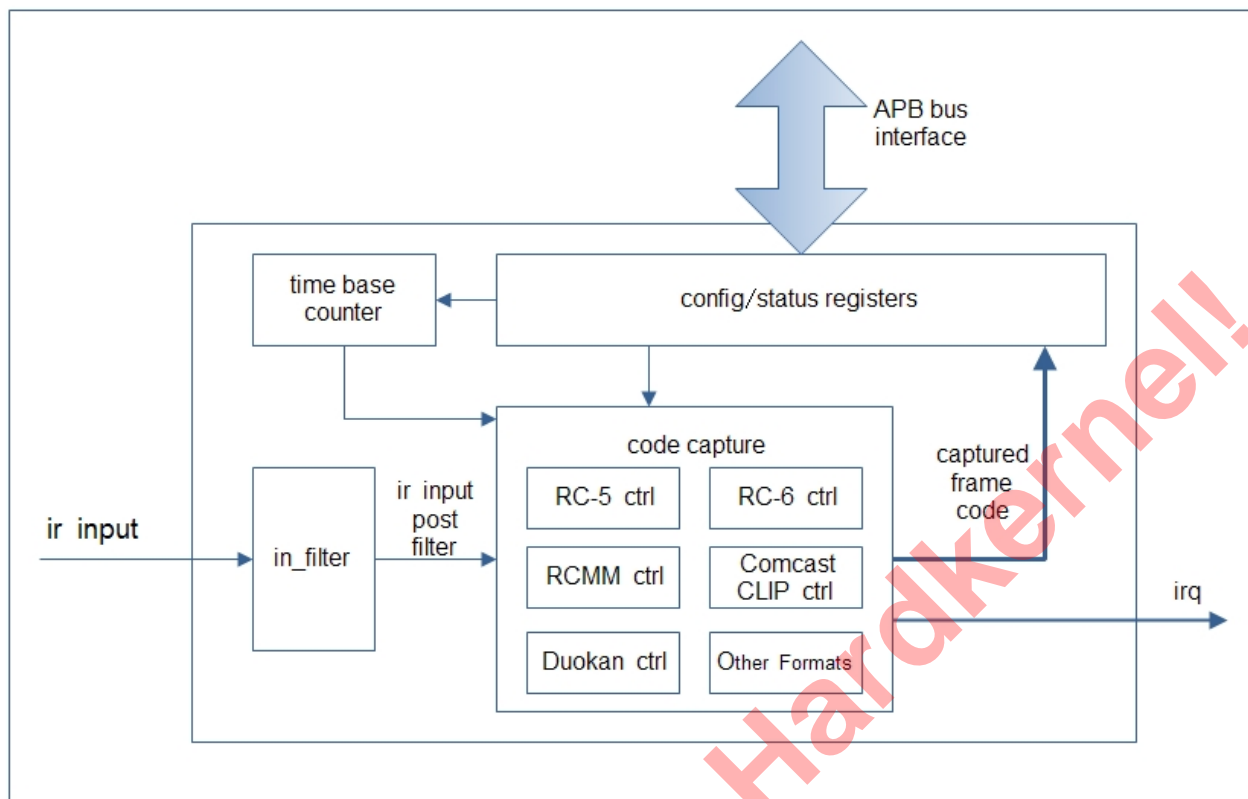 APB bus
interface
time base
counter
config/status registers
code capture
RC-5 ctrl
RC-6 ctrl
captured
frame
code
ir input
post
filter
ir input
in_filter
RCMM ctrl
Comcast
CLIP ctrl
irq
Duokan ctrl
Other Formats
Hardkernel!